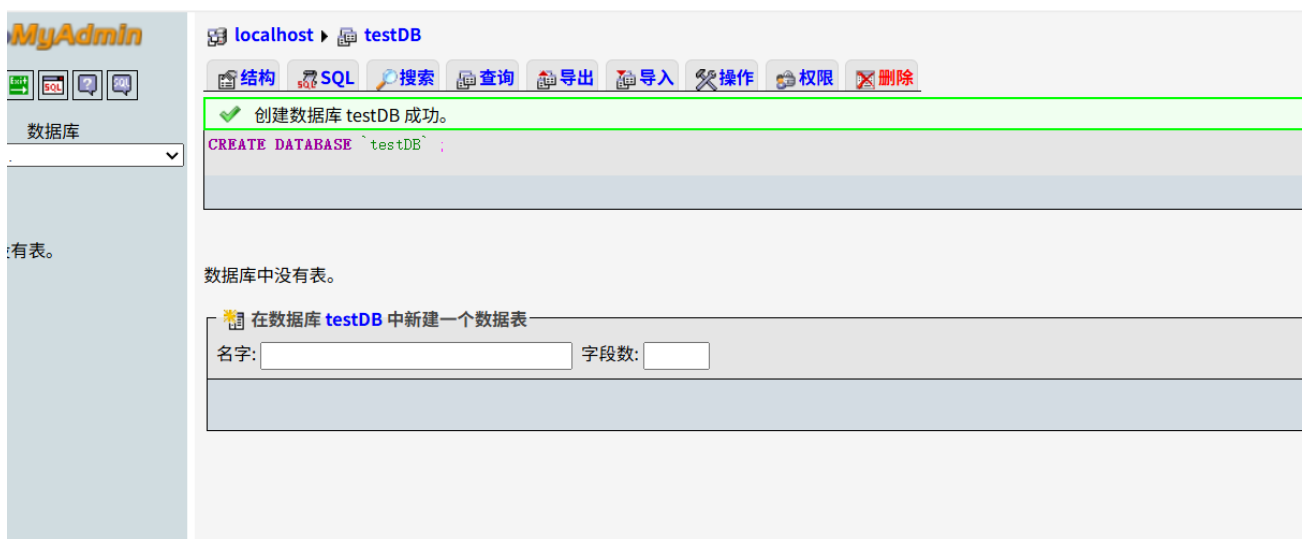 MyAdmin
localhost ▸ testDB
结构 SQL 搜索 查询 导出 导入 操作 权限 删除
Exit SQL ? SQL
数据库
创建数据库 testDB 成功。
CREATE DATABASE `testDB` ;
有表。
数据库中没有表。
在数据库 testDB 中新建一个数据表
名字: 字段数: